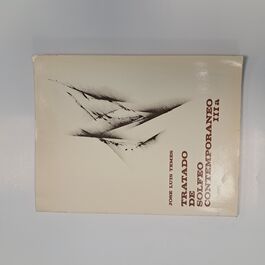 JOSE LUIS TEMES
TRATADO
DE
SOLFEO
CONTEMPORANEO
III a